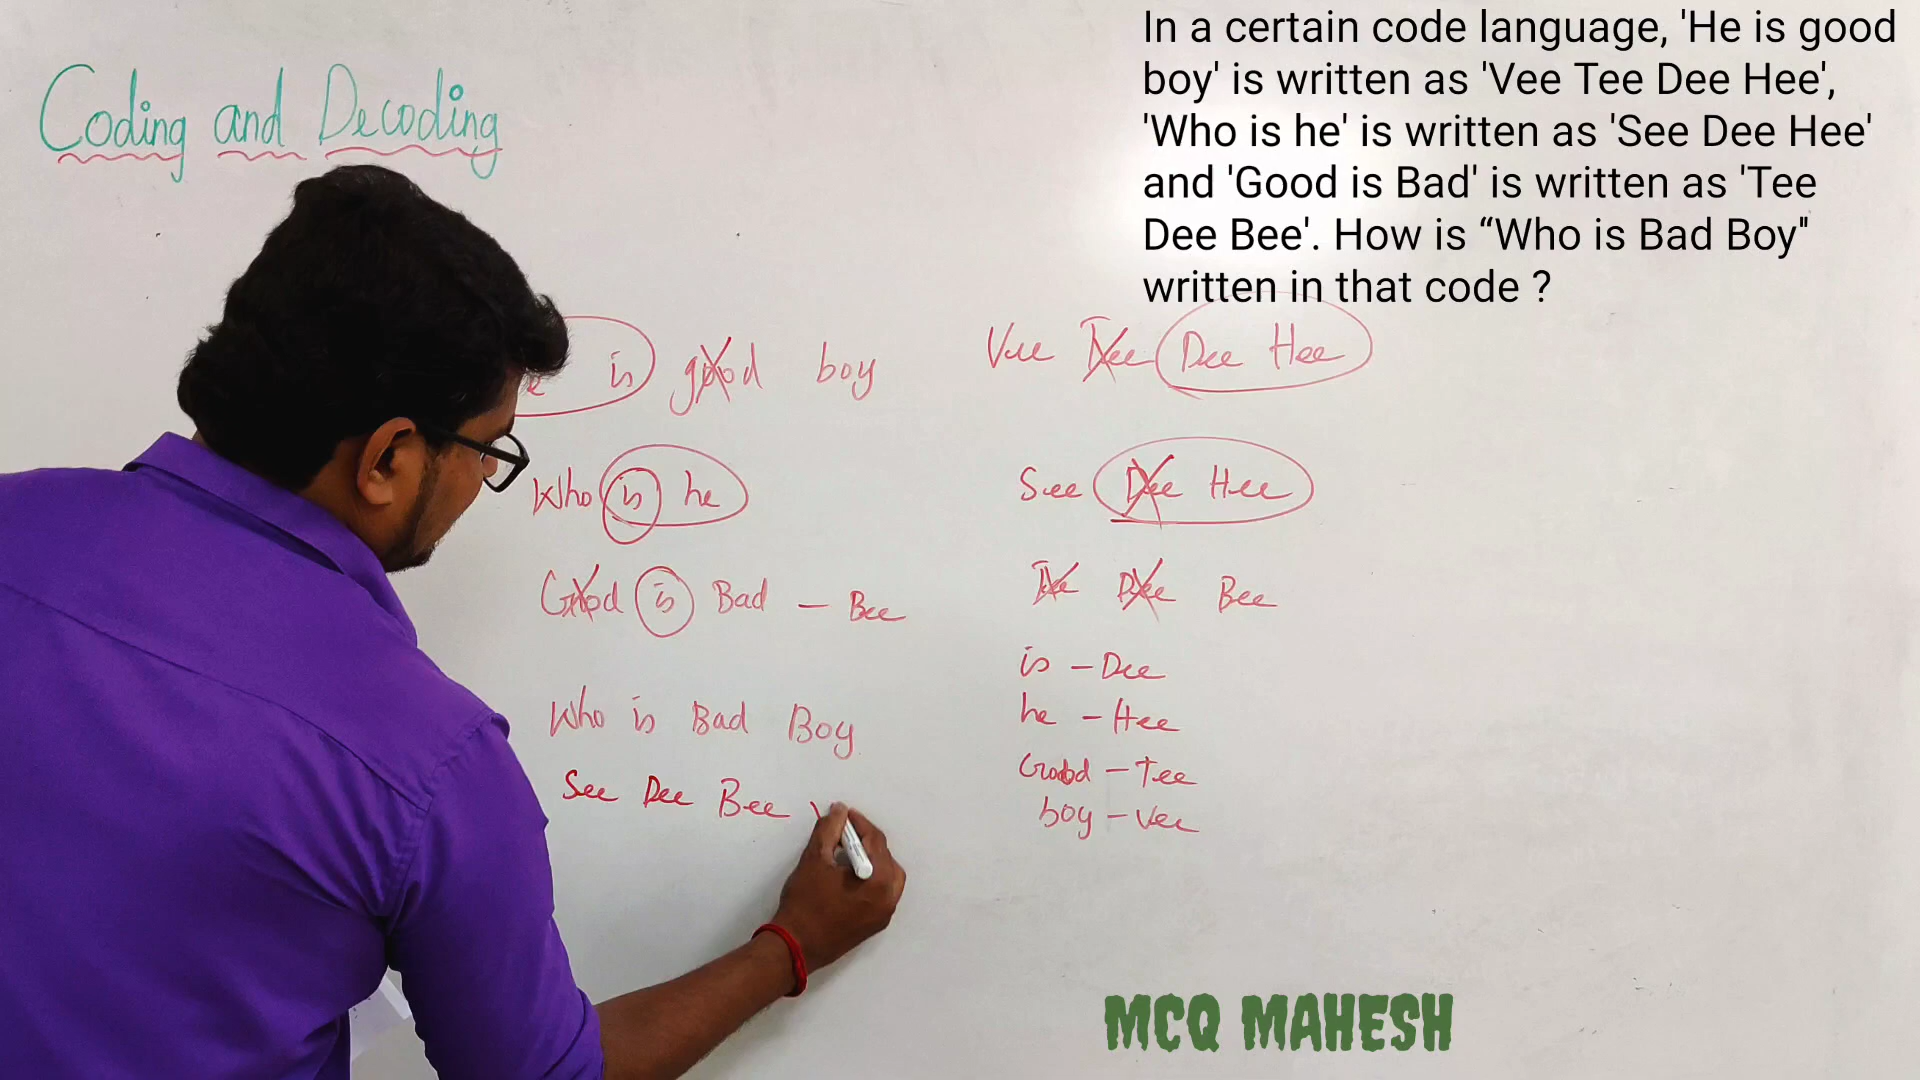 In a certain code language, 'He is good
boy' is written as 'Vee Tee Dee Hee',
'Who is he' is written as 'See Dee Hee'
and 'Good is Bad' is written as 'Tee
Dee Bee'. How is “Who is Bad Boy"
written in that code ?
Coding and Decoding
is good boy Vee Tee Dee Hee
Who is he See Dee Hee
Good is Bad – Bee Tee Dee Bee
is – Dee
he – Hee
Who is Bad Boy
Good – Tee
See Dee Bee
boy – Vee
MCQ MAHESH